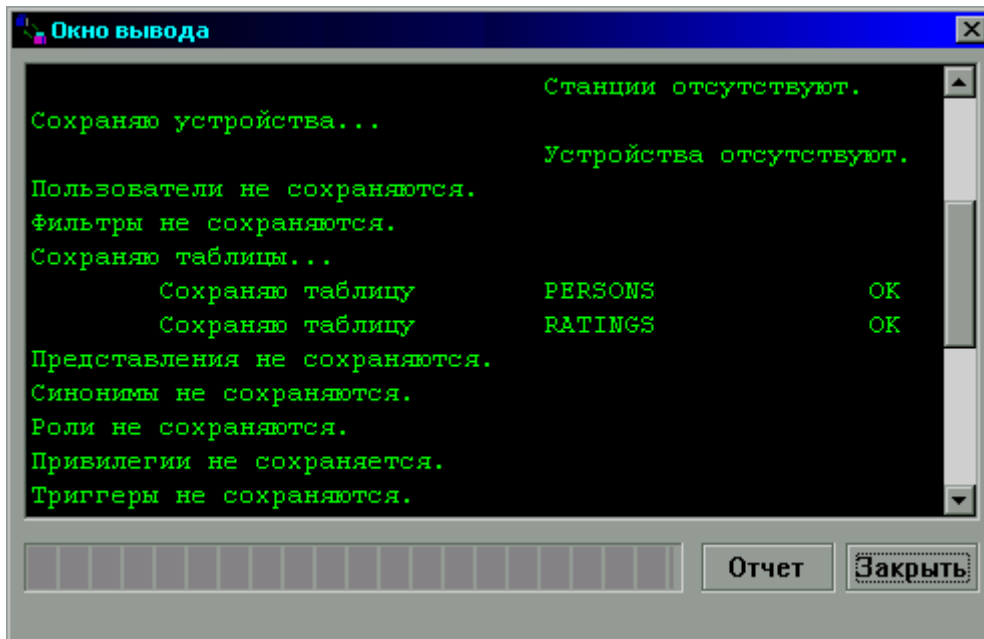 Окно вывода
Станции отсутствуют.
Сохраняю устройства...
Устройства отсутствуют.
Пользователи не сохраняются.
Фильтры не сохраняются.
Сохраняю таблицы...
Сохраняю таблицу PERSONS OK
Сохраняю таблицу RATINGS OK
Представления не сохраняются.
Синонимы не сохраняются.
Роли не сохраняются.
Привилегии не сохраняется.
Триггеры не сохраняются.
Отчет Закрыть